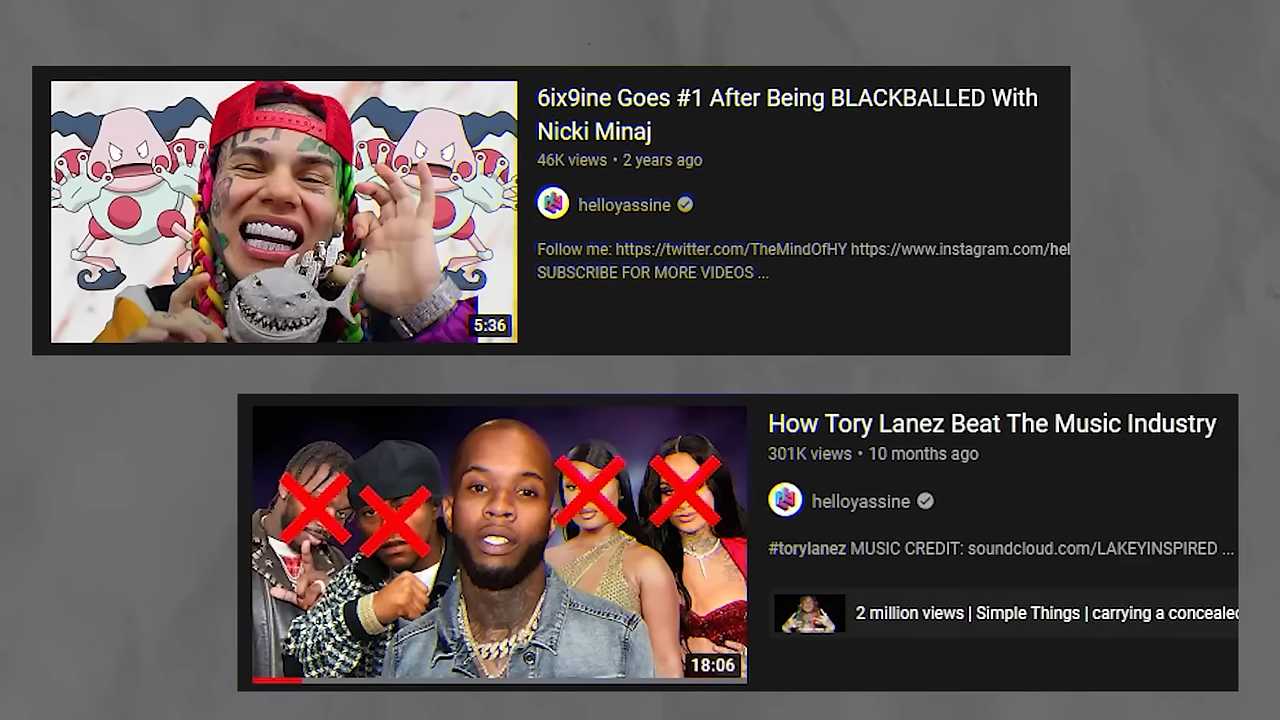 6ix9ine Goes #1 After Being BLACKBALLED With
Nicki Minaj
46K views • 2 years ago
helloyassine
Follow me: https://twitter.com/TheMindOfHY https://www.instagram.com/hel
SUBSCRIBE FOR MORE VIDEOS ...
5:36
How Tory Lanez Beat The Music Industry
301K views • 10 months ago
helloyassine
#torylanez MUSIC CREDIT: soundcloud.com/LAKEYINSPIRED ...
2 million views | Simple Things | carrying a concealed
18:06